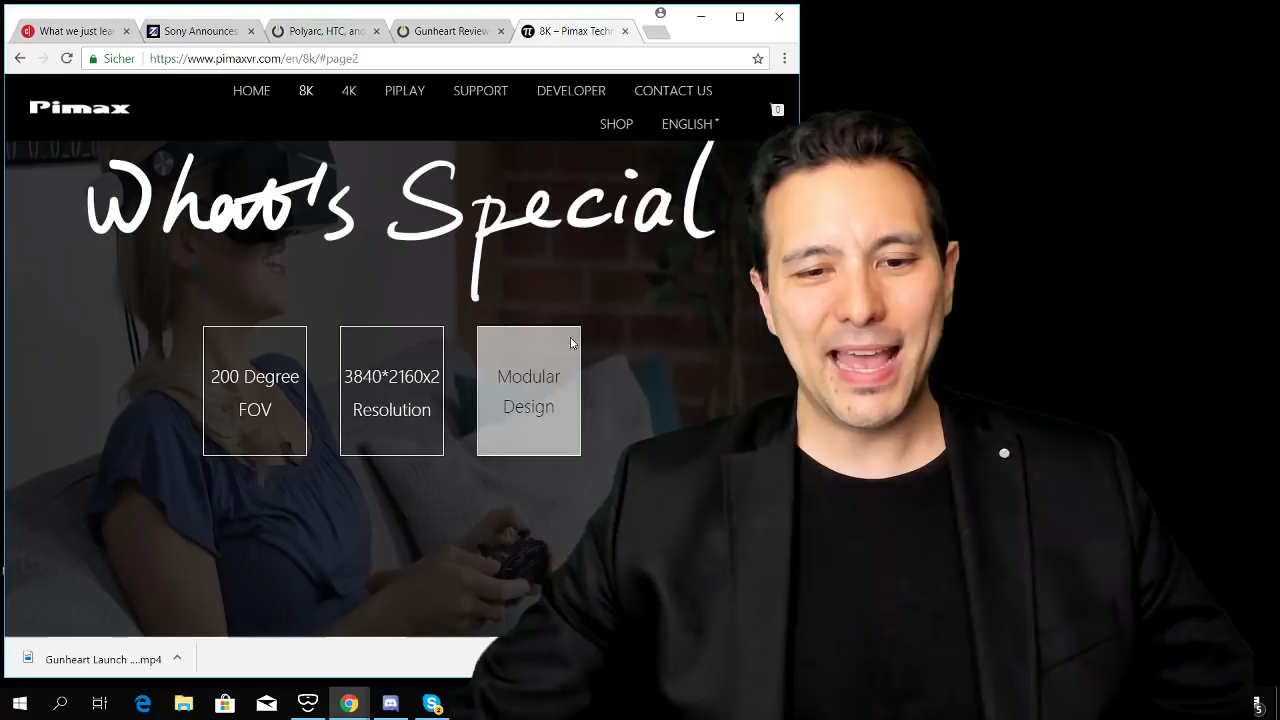 What we just lea
Sony Announces
Polyarc, HTC, and
Gunheart Review
8K – Pimax Tech
Sicher
https://www.pimaxvr.com/en/8k/#page2
Pimax
HOME
8K
4K
PIPLAY
SUPPORT
DEVELOPER
CONTACT US
0
SHOP
ENGLISH
What's Special
200 Degree
FOV
3840*2160x2
Resolution
Modular
Design
Gunheart Launch ....mp4